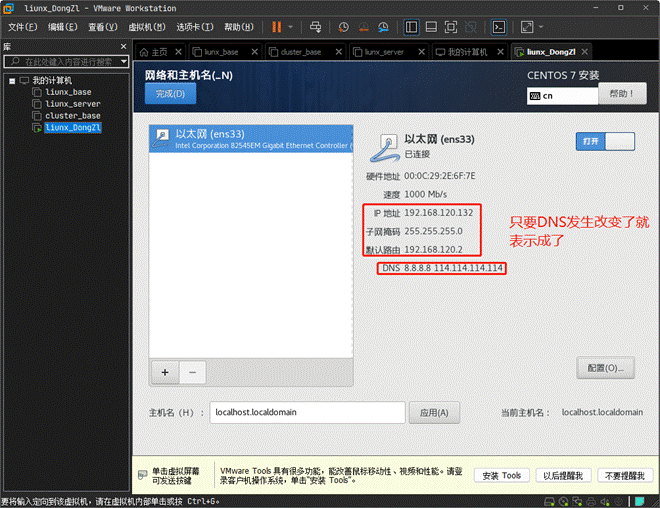 liunx_DongZl - VMware Workstation
文件(F) 编辑(E) 查看(V) 虚拟机(M) 选项卡(T) 帮助(H)
库
在此处键入内容进行搜索
我的计算机
liunx_base
liunx_server
cluster_base
liunx_DongZl
主页 liunx_base cluster_base liunx_server 我的计算机 liunx_DongZl
网络和主机名(_N)
完成(D)
CENTOS 7 安装
cn
帮助！
以太网 (ens33)
Intel Corporation 82545EM Gigabit Ethernet Controller (
以太网 (ens33)
已连接
打开
硬件地址 00:0C:29:2E:6F:7E
速度 1000 Mb/s
IP 地址 192.168.120.132
子网掩码 255.255.255.0
默认路由 192.168.120.2
DNS 8.8.8.8 114.114.114.114
只要DNS发生改变了就
表示成了
+ −
配置(O)...
主机名（H）： localhost.localdomain 应用(A) 当前主机名： localhost.localdomain
单击虚拟屏幕
可发送按键
VMware Tools 具有很多功能，能改善鼠标移动性、视频和性能。请登
录客户机操作系统，单击“安装 Tools”。
安装 Tools 以后提醒我 不要提醒我
要将输入定向到该虚拟机，请在虚拟机内部单击或按 Ctrl+G。